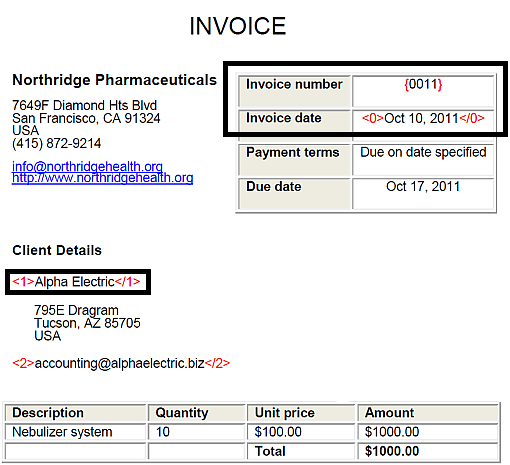 INVOICE
Northridge Pharmaceuticals
7649F Diamond Hts Blvd
San Francisco, CA 91324
USA
(415) 872-9214
info@northridgehealth.org
http://www.northridgehealth.org
Invoice number {0011}
Invoice date <0>Oct 10, 2011</0>
Payment terms Due on date specified
Due date Oct 17, 2011
Client Details
<1>Alpha Electric</1>
795E Dragram
Tucson, AZ 85705
USA
<2>accounting@alphaelectric.biz</2>
Description Quantity Unit price Amount
Nebulizer system 10 $100.00 $1000.00
Total $1000.00